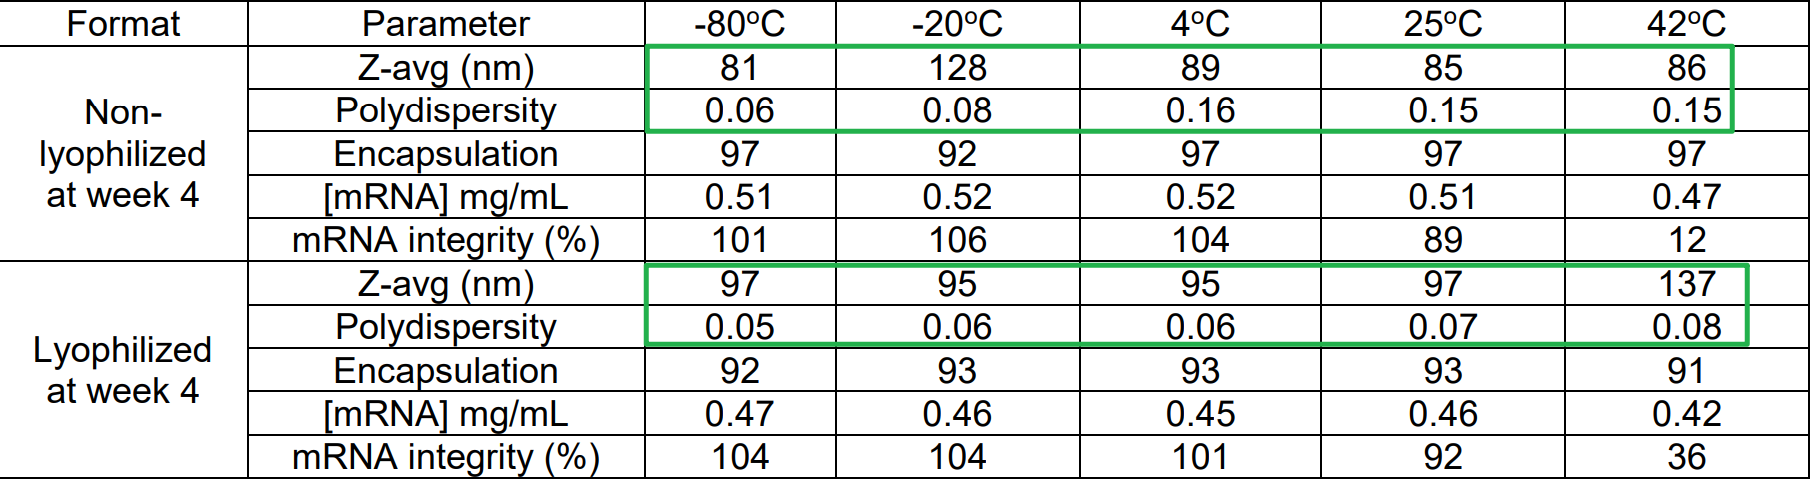 Format Parameter -80°C -20°C 4°C 25°C 42°C
Non-lyophilized at week 4
Z-avg (nm) 81 128 89 85 86
Polydispersity 0.06 0.08 0.16 0.15 0.15
Encapsulation 97 92 97 97 97
[mRNA] mg/mL 0.51 0.52 0.52 0.51 0.47
mRNA integrity (%) 101 106 104 89 12
Lyophilized at week 4
Z-avg (nm) 97 95 95 97 137
Polydispersity 0.05 0.06 0.06 0.07 0.08
Encapsulation 92 93 93 93 91
[mRNA] mg/mL 0.47 0.46 0.45 0.46 0.42
mRNA integrity (%) 104 104 101 92 36